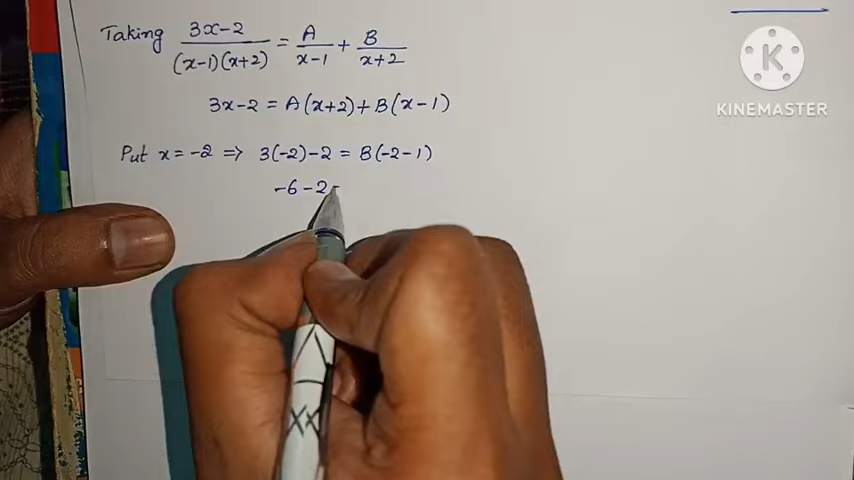 Taking (3x-2)/((x-1)(x+2)) = A/(x-1) + B/(x+2)
3x-2 = A(x+2)+B(x-1)
Put x=-2 ⇒ 3(-2)-2 = B(-2-1)
-6-2
K
KINEMASTER